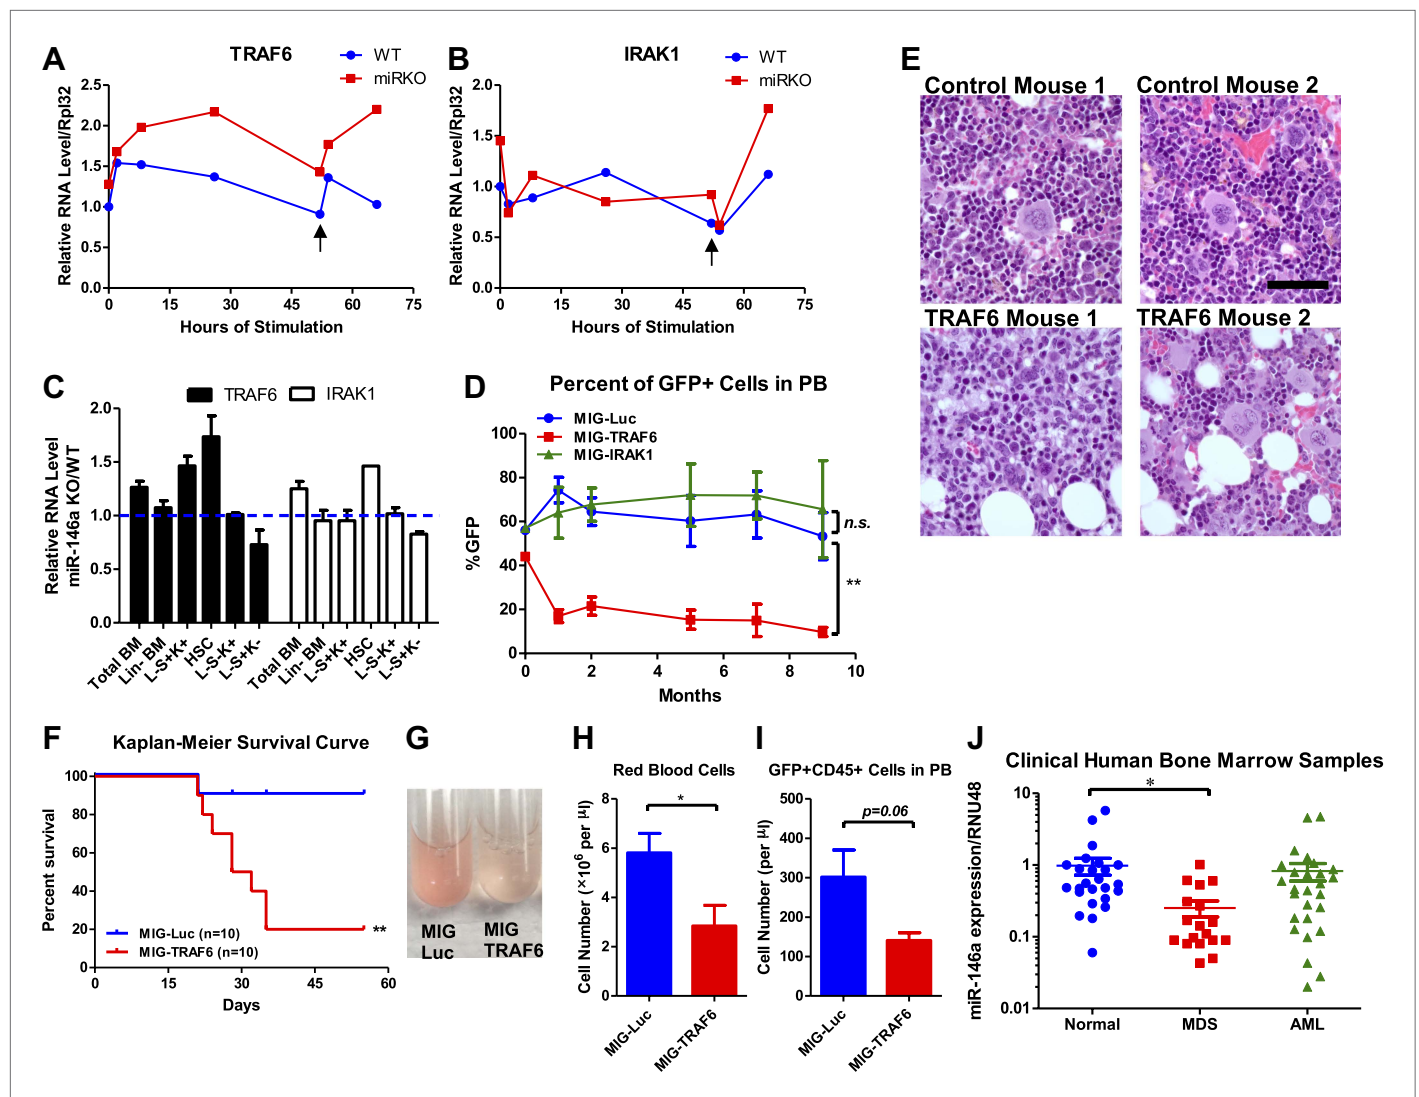 A
TRAF6
WT
miRKO
Relative RNA Level/Rpl32
2.5
2.0
1.5
1.0
0.5
0.0
0 15 30 45 60 75
Hours of Stimulation
B
IRAK1
WT
miRKO
Relative RNA Level/Rpl32
2.0
1.5
1.0
0.5
0.0
0 15 30 45 60 75
Hours of Stimulation
E
Control Mouse 1
Control Mouse 2
TRAF6 Mouse 1
TRAF6 Mouse 2
C
TRAF6 IRAK1
Relative RNA Level
miR-146a KO/WT
2.0
1.5
1.0
0.5
0.0
Total BM
Lin- BM
L-S+K+
HSC
L-S-K+
L-S+K-
Total BM
Lin- BM
L-S+K+
HSC
L-S-K+
L-S+K-
D
Percent of GFP+ Cells in PB
MIG-Luc
MIG-TRAF6
MIG-IRAK1
%GFP
100
80
60
40
20
0
n.s.
**
0 2 4 6 8 10
Months
F
Kaplan-Meier Survival Curve
Percent survival
100
80
60
40
20
0
MIG-Luc (n=10)
MIG-TRAF6 (n=10)
**
0 15 30 45 60
Days
G
MIG
Luc
MIG
TRAF6
H
Red Blood Cells
Cell Number (×10⁶ per µl)
8
6
4
2
0
*
MIG-Luc
MIG-TRAF6
I
GFP+CD45+ Cells in PB
Cell Number (per µl)
500
400
300
200
100
0
p=0.06
MIG-Luc
MIG-TRAF6
J
Clinical Human Bone Marrow Samples
miR-146a expression/RNU48
10
1
0.1
0.01
*
Normal MDS AML